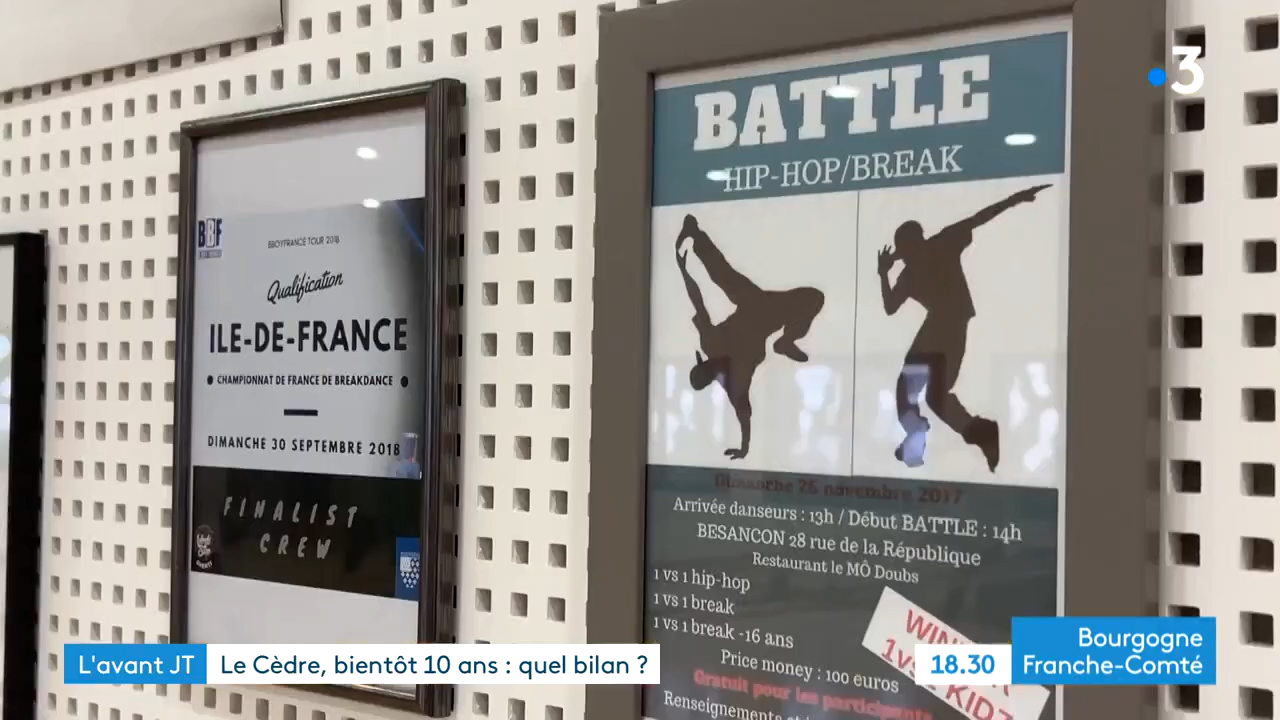 3
BBF
BBOYFRANCE TOUR 2018
Qualification
ILE-DE-FRANCE
CHAMPIONNAT DE FRANCE DE BREAKDANCE
DIMANCHE 30 SEPTEMBRE 2018
FINALIST
CREW
BATTLE
HIP-HOP/BREAK
Dimanche 26 novembre 2017
Arrivée danseurs : 13h / Début BATTLE : 14h
BESANCON 28 rue de la République
Restaurant le MÔ Doubs
1 vs 1 hip-hop
1 vs 1 break
1 vs 1 break -16 ans
Price money : 100 euros
Gratuit pour les participants
Renseignements
L'avant JT
Le Cèdre, bientôt 10 ans : quel bilan ?
18.30
Bourgogne
Franche-Comté